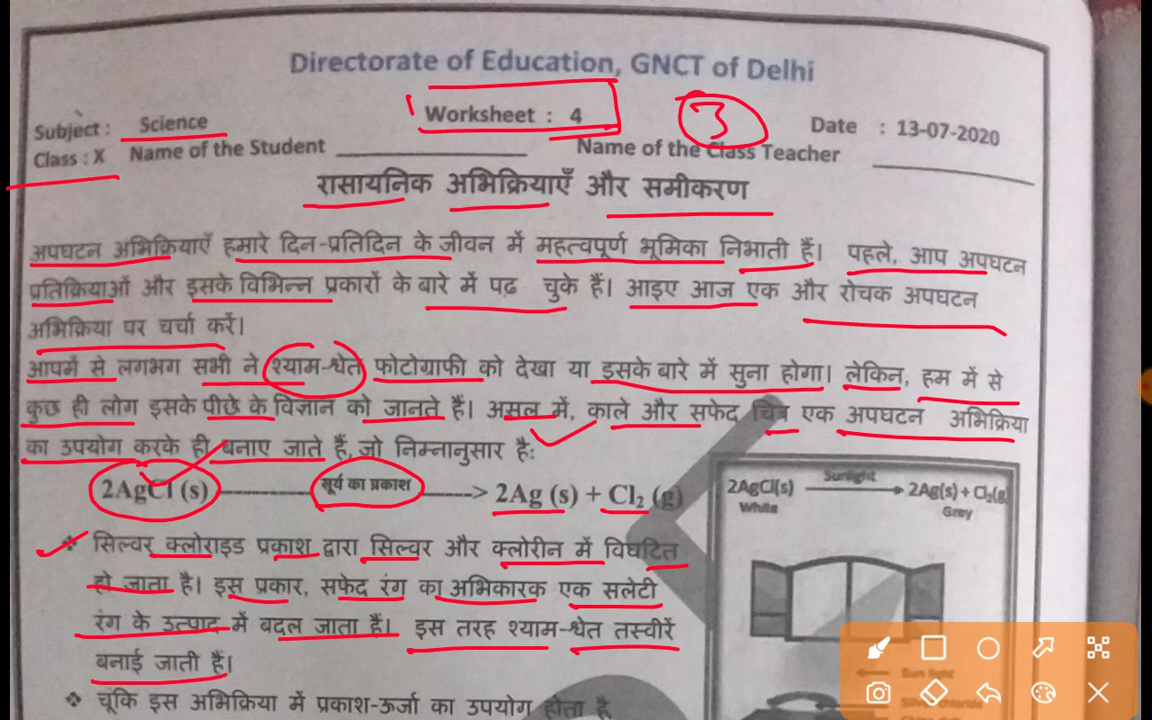 Directorate of Education, GNCT of Delhi
Subject : Science Worksheet : 4 3 Date : 13-07-2020
Class : X Name of the Student ____________ Name of the Class Teacher ____________
रासायनिक अभिक्रियाएँ और समीकरण
अपघटन अभिक्रियाएँ हमारे दिन-प्रतिदिन के जीवन में महत्वपूर्ण भूमिका निभाती हैं। पहले, आप अपघटन
प्रतिक्रियाओं और इसके विभिन्न प्रकारों के बारे में पढ चुके हैं। आइए आज एक और रोचक अपघटन
अभिक्रिया पर चर्चा करें।
आपमें से लगभग सभी ने श्याम-श्वेत फोटोग्राफी को देखा या इसके बारे में सुना होगा। लेकिन, हम में से
कुछ ही लोग इसके पीछे के विज्ञान को जानते हैं। असल में, काले और सफेद चित्र एक अपघटन अभिक्रिया
का उपयोग करके ही बनाए जाते हैं, जो निम्नानुसार है:
2AgCl (s) ----------सूर्य का प्रकाश-------> 2Ag (s) + Cl₂ (g)
❖ सिल्वर क्लोराइड प्रकाश द्वारा सिल्वर और क्लोरीन में विघटित
हो जाता है। इस प्रकार, सफेद रंग का अभिकारक एक सलेटी
रंग के उत्पाद में बदल जाता है। इस तरह श्याम-श्वेत तस्वीरें
बनाई जाती हैं।
❖ चूंकि इस अभिक्रिया में प्रकाश-ऊर्जा का उपयोग होता है
Sunlight
2AgCl(s) → 2Ag(s) + Cl₂(g)
White Grey
Sun light